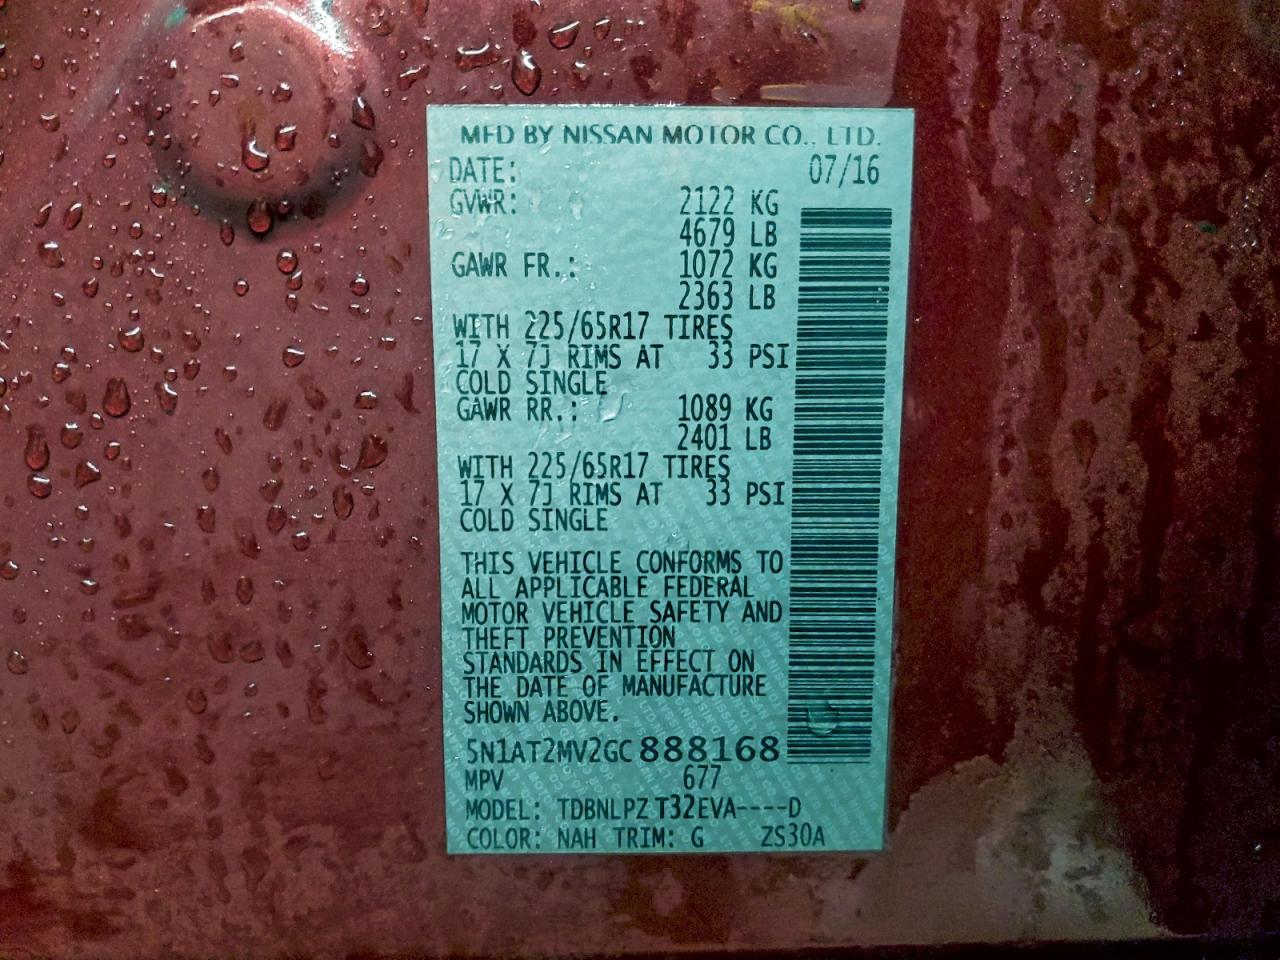 MFD BY NISSAN MOTOR CO., LTD.
DATE: 07/16
GVWR: 2122 KG
4679 LB
GAWR FR.: 1072 KG
2363 LB
WITH 225/65R17 TIRES
17 X 7J RIMS AT 33 PSI
COLD SINGLE
GAWR RR.: 1089 KG
2401 LB
WITH 225/65R17 TIRES
17 X 7J RIMS AT 33 PSI
COLD SINGLE
THIS VEHICLE CONFORMS TO
ALL APPLICABLE FEDERAL
MOTOR VEHICLE SAFETY AND
THEFT PREVENTION
STANDARDS IN EFFECT ON
THE DATE OF MANUFACTURE
SHOWN ABOVE.
5N1AT2MV2GC888168
MPV 677
MODEL: TDBNLPZ T32EVA----D
COLOR: NAH TRIM: G ZS30A